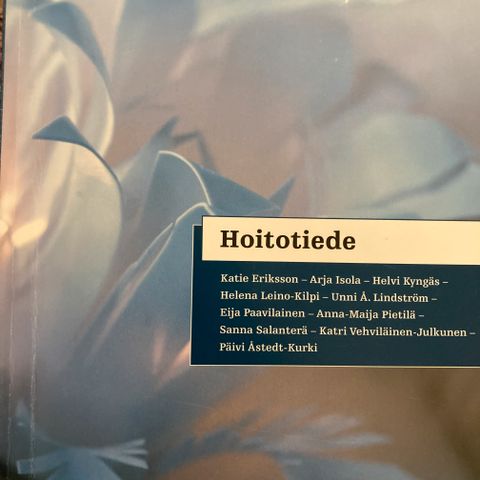 Hoitotiede
Katie Eriksson – Arja Isola – Helvi Kyngäs –
Helena Leino-Kilpi – Unni Å. Lindström –
Eija Paavilainen – Anna-Maija Pietilä –
Sanna Salanterä – Katri Vehviläinen-Julkunen –
Päivi Åstedt-Kurki